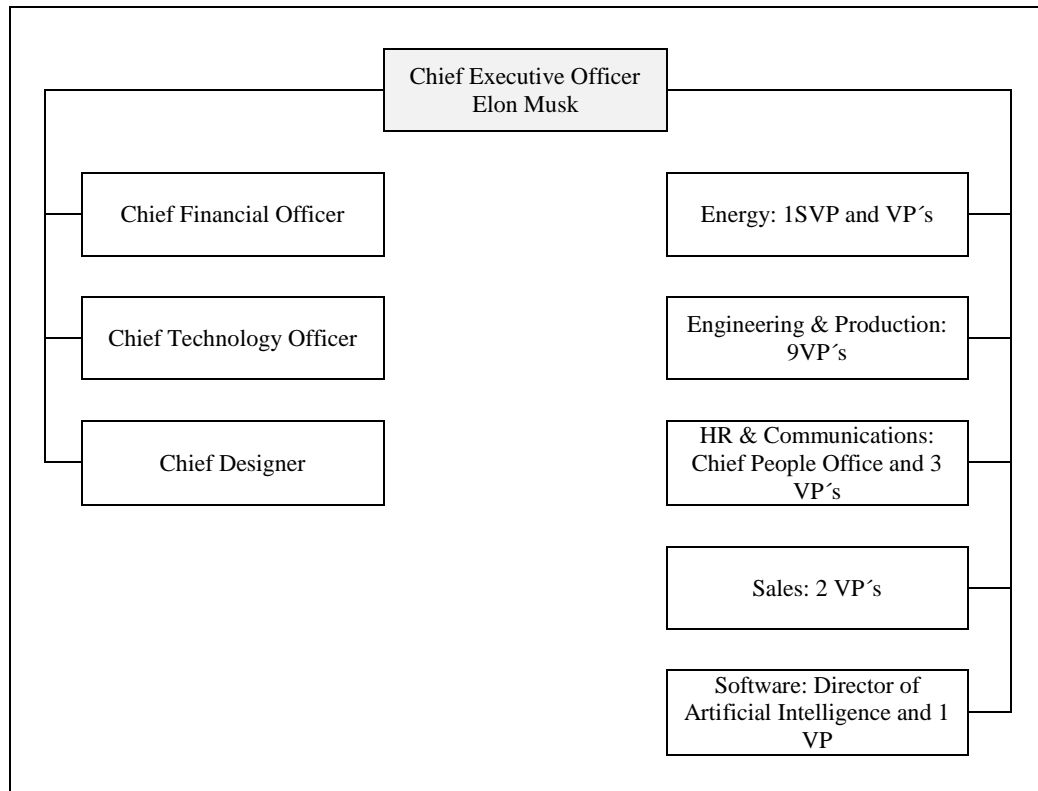 Chief Executive Officer
Elon Musk
Chief Financial Officer
Chief Technology Officer
Chief Designer
Energy: 1SVP and VP´s
Engineering & Production:
9VP´s
HR & Communications:
Chief People Office and 3
VP´s
Sales: 2 VP´s
Software: Director of
Artificial Intelligence and 1
VP